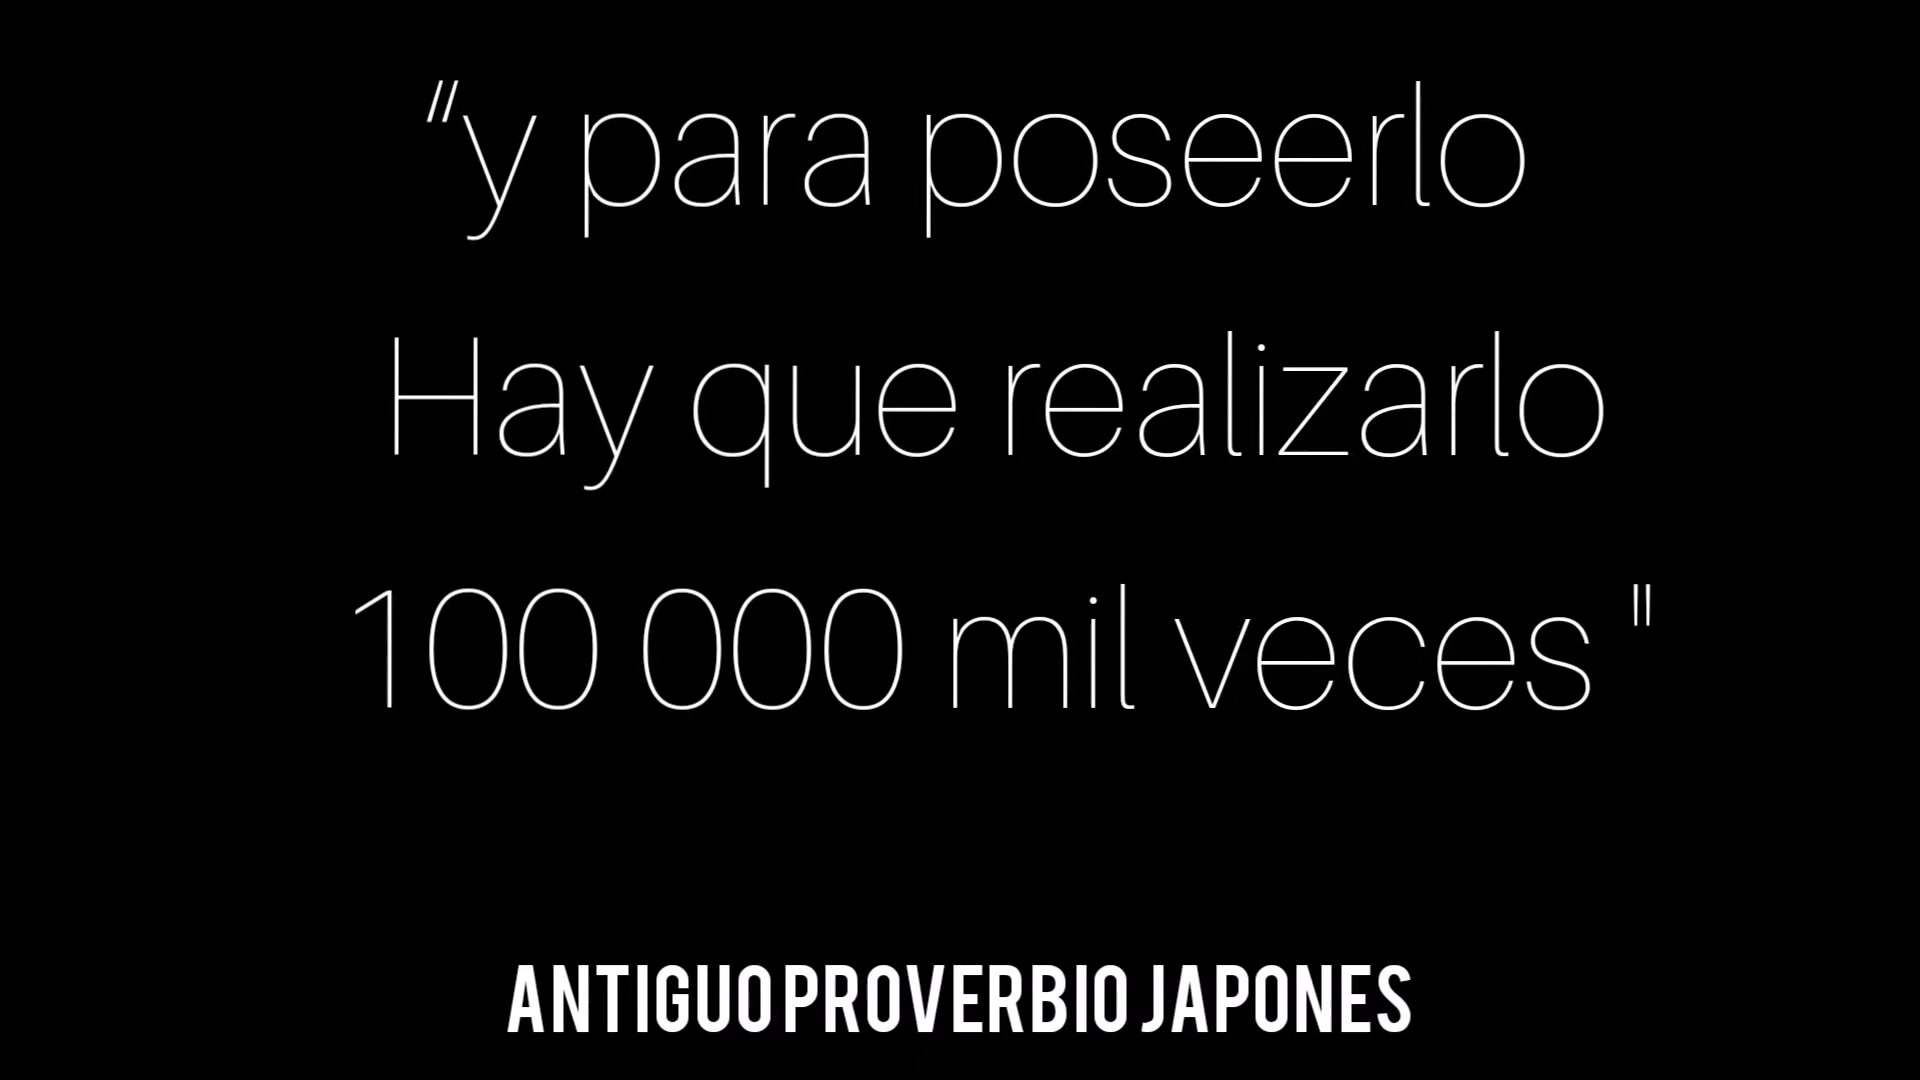 "y para poseerlo
Hay que realizarlo
100 000 mil veces "
ANTIGUO PROVERBIO JAPONES